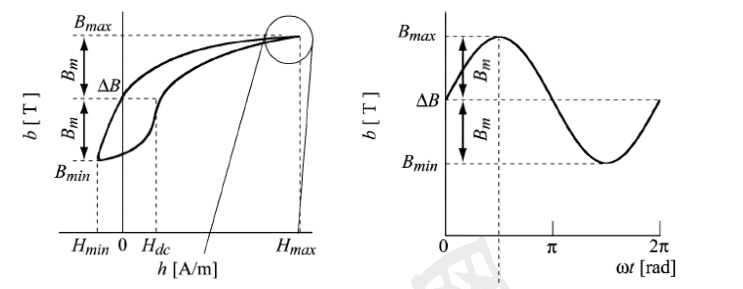 B_max
B_m
ΔB
B_m
B_min
b [ T ]
H_min 0 H_dc H_max
h [A/m]
B_max
B_m
ΔB
B_m
B_min
b [ T ]
0 π 2π
ωt [rad]